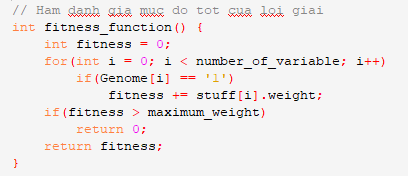 // Ham danh gia muc do tot cua loi giai
int fitness_function() {
    int fitness = 0;
    for(int i = 0; i < number_of_variable; i++)
        if(Genome[i] == '1')
            fitness += stuff[i].weight;
    if(fitness > maximum_weight)
        return 0;
    return fitness;
}